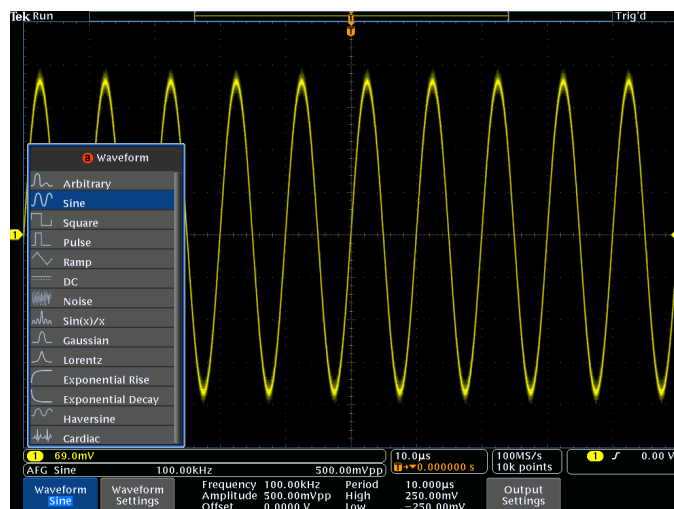 Tek Run Trig'd
T
T
a Waveform
Arbitrary
Sine
Square
Pulse
Ramp
DC
Noise
Sin(x)/x
Gaussian
Lorentz
Exponential Rise
Exponential Decay
Haversine
Cardiac
1
1 69.0mV
10.0µs
T→▼0.000000 s
100MS/s
10k points
1 0.00 V
AFG Sine 100.00kHz 500.00mVpp
Waveform
Sine
Waveform
Settings
Frequency 100.00kHz Period 10.000µs
Amplitude 500.00mVpp High 250.00mV
Offset 0.0000 V Low −250.00mV
Output
Settings